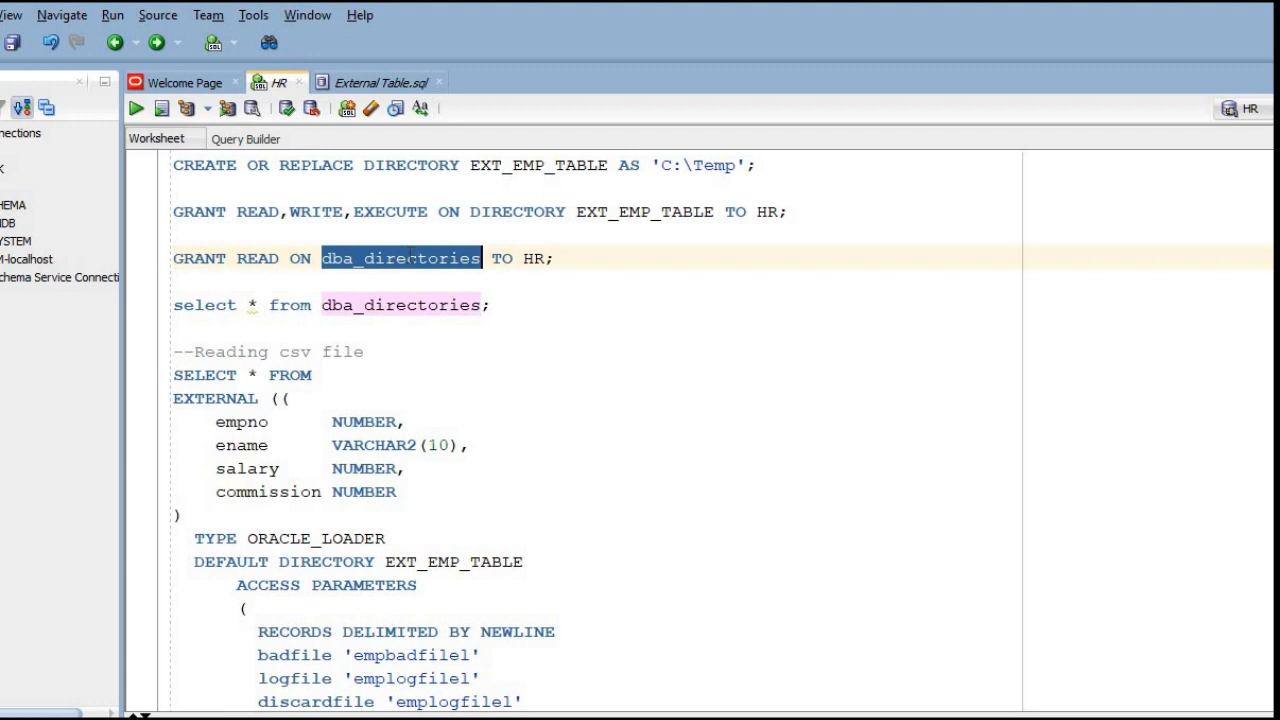 View Navigate Run Source Team Tools Window Help
Welcome Page HR External Table.sql
HR
Worksheet Query Builder
nections
K
HEMA
DB
YSTEM
M-localhost
chema Service Connecti
CREATE OR REPLACE DIRECTORY EXT_EMP_TABLE AS 'C:\Temp';
GRANT READ,WRITE,EXECUTE ON DIRECTORY EXT_EMP_TABLE TO HR;
GRANT READ ON dba_directories TO HR;
select * from dba_directories;
--Reading csv file
SELECT * FROM
EXTERNAL ((
empno NUMBER,
ename VARCHAR2(10),
salary NUMBER,
commission NUMBER
)
TYPE ORACLE_LOADER
DEFAULT DIRECTORY EXT_EMP_TABLE
ACCESS PARAMETERS
(
RECORDS DELIMITED BY NEWLINE
badfile 'empbadfile1'
logfile 'emplogfile1'
discardfile 'emplogfile1'